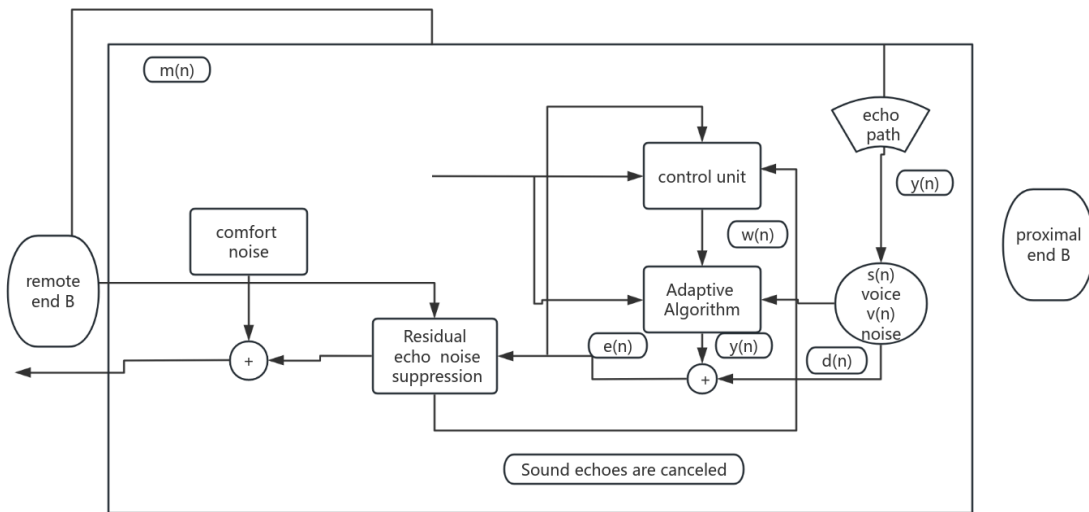 m(n)
echo
path
control unit
y(n)
comfort
noise
w(n)
proximal
end B
remote
end B
s(n)
voice
v(n)
noise
Adaptive
Algorithm
Residual
echo noise
suppression
e(n)
y(n)
+
+
d(n)
Sound echoes are canceled